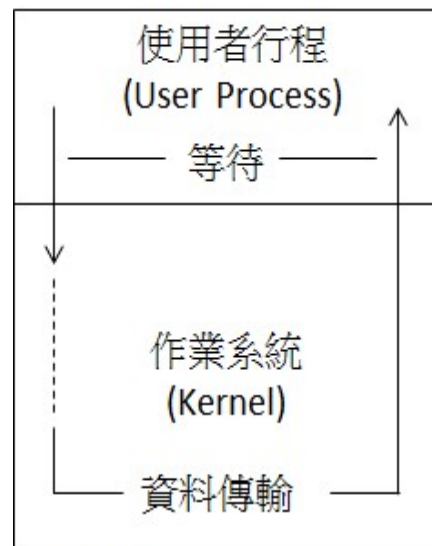 使用者行程
(User Process)
等待
作業系統
(Kernel)
資料傳輸